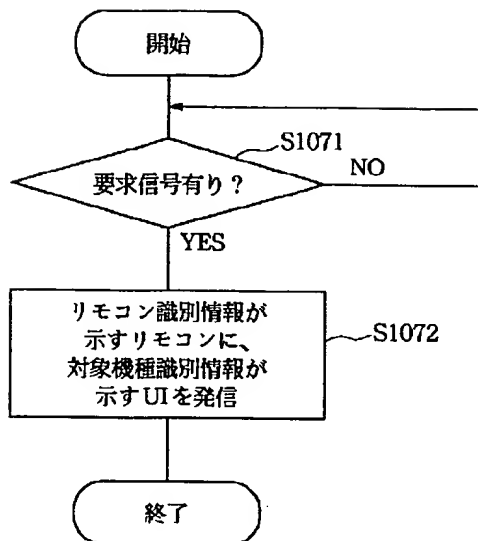 開始
S1071
要求信号有り?
NO
YES
リモコン識別情報が
示すリモコンに、
対象機種識別情報が
示すUIを発信
S1072
終了